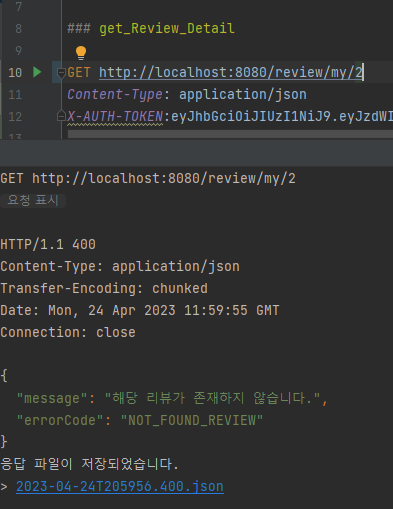 7
8 ### get_Review_Detail
9
10 GET http://localhost:8080/review/my/2
11 Content-Type: application/json
12 X-AUTH-TOKEN:eyJhbGciOiJIUzI1NiJ9.eyJzdWI
13
GET http://localhost:8080/review/my/2
요청 표시
HTTP/1.1 400
Content-Type: application/json
Transfer-Encoding: chunked
Date: Mon, 24 Apr 2023 11:59:55 GMT
Connection: close
{
"message": "해당 리뷰가 존재하지 않습니다.",
"errorCode": "NOT_FOUND_REVIEW"
}
응답 파일이 저장되었습니다.
> 2023-04-24T205956.400.json